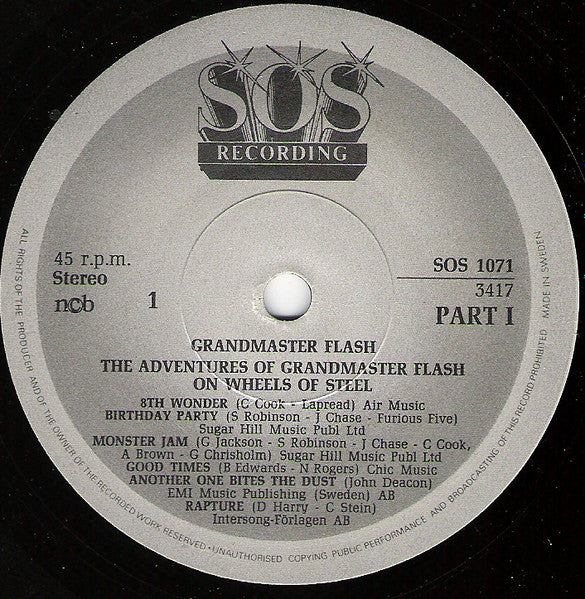 SOS
RECORDING
45 r.p.m.
Stereo
ncb
1
SOS 1071
3417
PART I
GRANDMASTER FLASH
THE ADVENTURES OF GRANDMASTER FLASH
ON WHEELS OF STEEL
8TH WONDER (C Cook - Lapread) Air Music
BIRTHDAY PARTY (S Robinson - J Chase - Furious Five)
Sugar Hill Music Publ Ltd
MONSTER JAM (G Jackson - S Robinson - J Chase - C Cook,
A Brown - G Chrisholm) Sugar Hill Music Publ Ltd
GOOD TIMES (B Edwards - N Rogers) Chic Music
ANOTHER ONE BITES THE DUST (John Deacon)
EMI Music Publishing (Sweden) AB
RAPTURE (D Harry - C Stein)
Intersong-Förlagen AB
ALL RIGHTS OF THE PRODUCER AND OF THE OWNER OF THE RECORDED WORK RESERVED • UNAUTHORISED COPYING PUBLIC PERFORMANCE AND BROADCASTING OF THIS RECORD PROHIBITED MADE IN SWEDEN